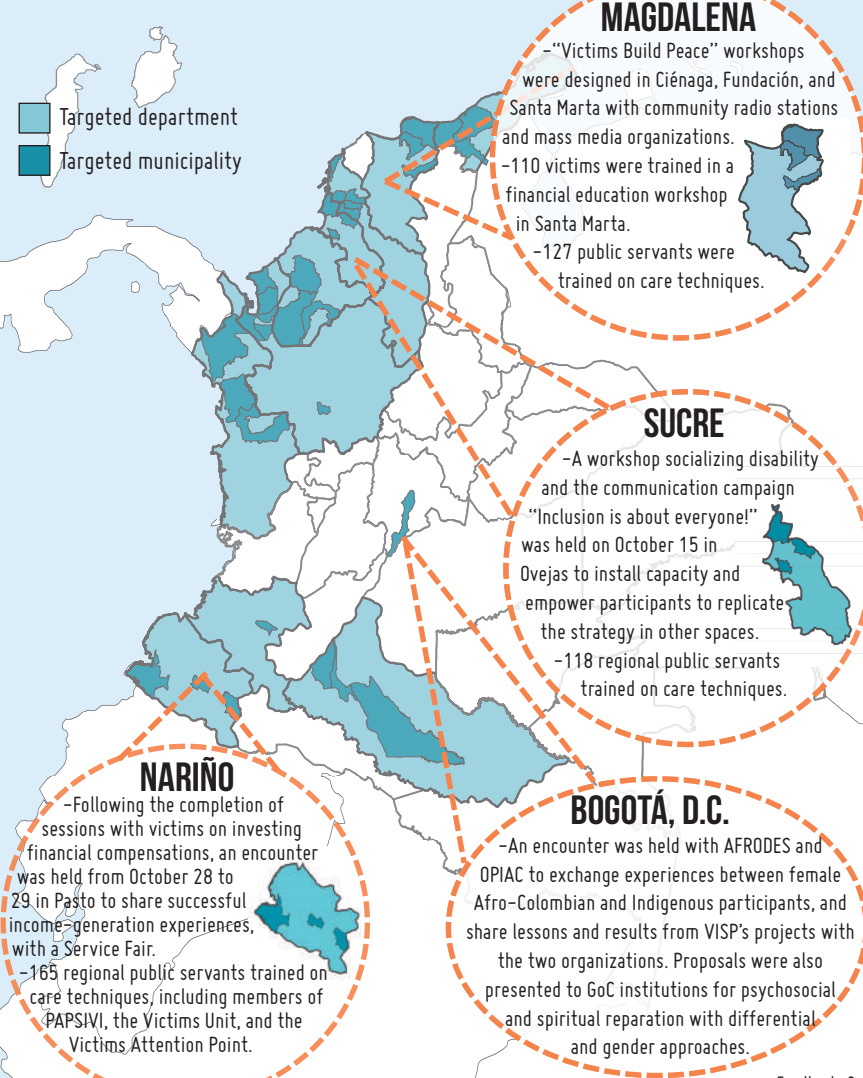 Targeted department
Targeted municipality
MAGDALENA
-“Victims Build Peace” workshops
were designed in Ciénaga, Fundación, and
Santa Marta with community radio stations
and mass media organizations.
-110 victims were trained in a
financial education workshop
in Santa Marta.
-127 public servants were
trained on care techniques.
SUCRE
-A workshop socializing disability
and the communication campaign
“Inclusion is about everyone!”
was held on October 15 in
Ovejas to install capacity and
empower participants to replicate
the strategy in other spaces.
-118 regional public servants
trained on care techniques.
NARIÑO
-Following the completion of
sessions with victims on investing
financial compensations, an encounter
was held from October 28 to
29 in Pasto to share successful
income-generation experiences,
with a Service Fair.
-165 regional public servants trained on
care techniques, including members of
PAPSIVI, the Victims Unit, and the
Victims Attention Point.
BOGOTÁ, D.C.
-An encounter was held with AFRODES and
OPIAC to exchange experiences between female
Afro-Colombian and Indigenous participants, and
share lessons and results from VISP’s projects with
the two organizations. Proposals were also
presented to GoC institutions for psychosocial
and spiritual reparation with differential
and gender approaches.